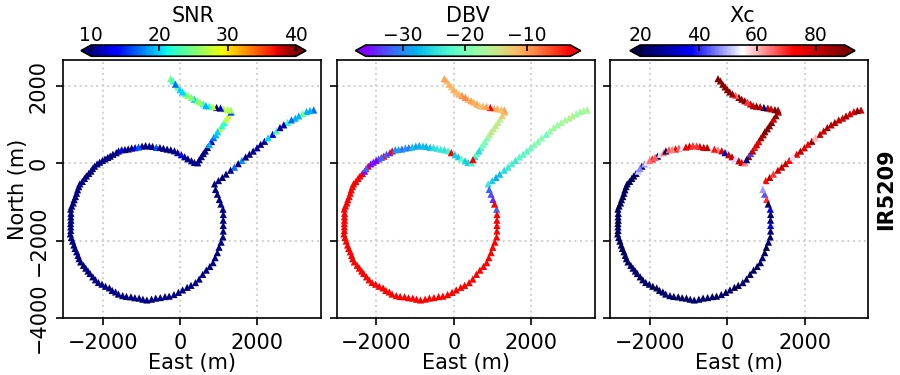 SNR DBV Xc
10 20 30 40 −30 −20 −10 20 40 60 80
2000
0
−2000
−4000
North (m)
−2000 0 2000 −2000 0 2000 −2000 0 2000
East (m) East (m) East (m)
IR5209